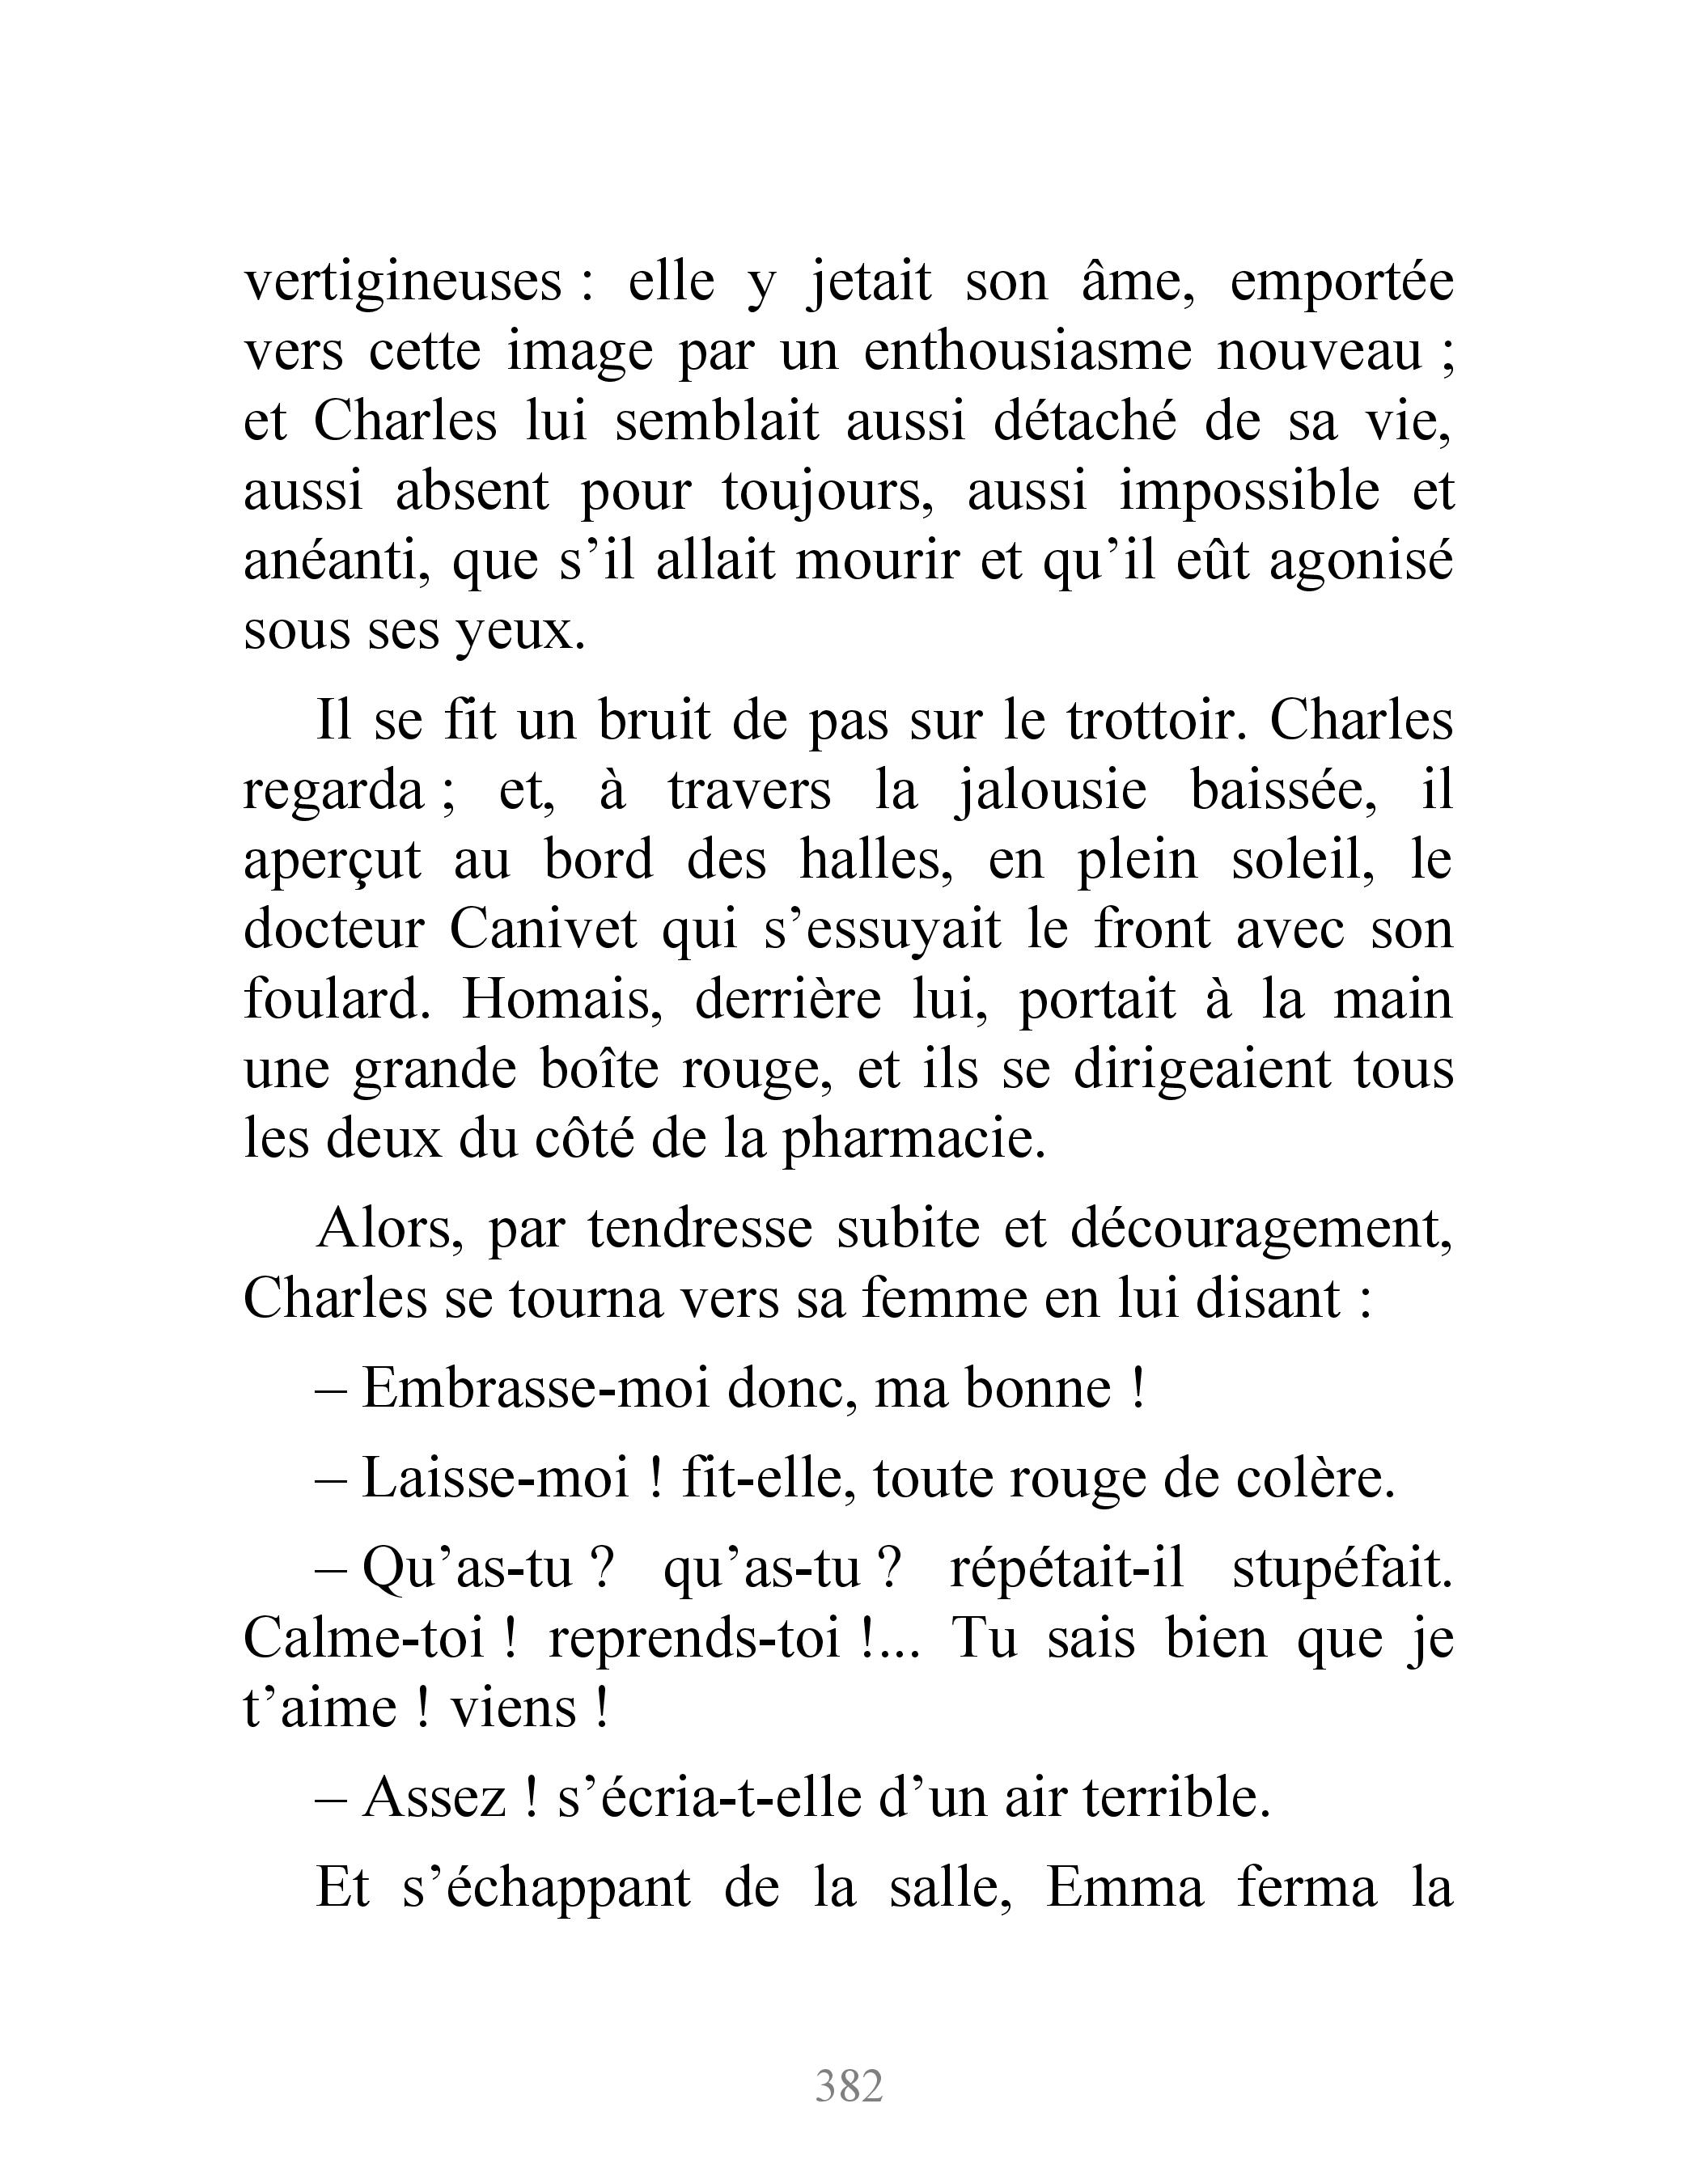 vertigineuses : elle y jetait son âme, emportée
vers cette image par un enthousiasme nouveau ;
et Charles lui semblait aussi détaché de sa vie,
aussi absent pour toujours, aussi impossible et
anéanti, que s’il allait mourir et qu’il eût agonisé
sous ses yeux.
Il se fit un bruit de pas sur le trottoir. Charles
regarda ; et, à travers la jalousie baissée, il
aperçut au bord des halles, en plein soleil, le
docteur Canivet qui s’essuyait le front avec son
foulard. Homais, derrière lui, portait à la main
une grande boîte rouge, et ils se dirigeaient tous
les deux du côté de la pharmacie.
Alors, par tendresse subite et découragement,
Charles se tourna vers sa femme en lui disant :
– Embrasse-moi donc, ma bonne !
– Laisse-moi ! fit-elle, toute rouge de colère.
– Qu’as-tu ? qu’as-tu ? répétait-il stupéfait.
Calme-toi ! reprends-toi !... Tu sais bien que je
t’aime ! viens !
– Assez ! s’écria-t-elle d’un air terrible.
Et s’échappant de la salle, Emma ferma la
382